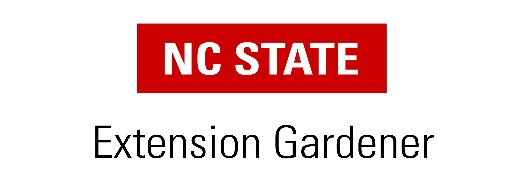 NC STATE
Extension Gardener